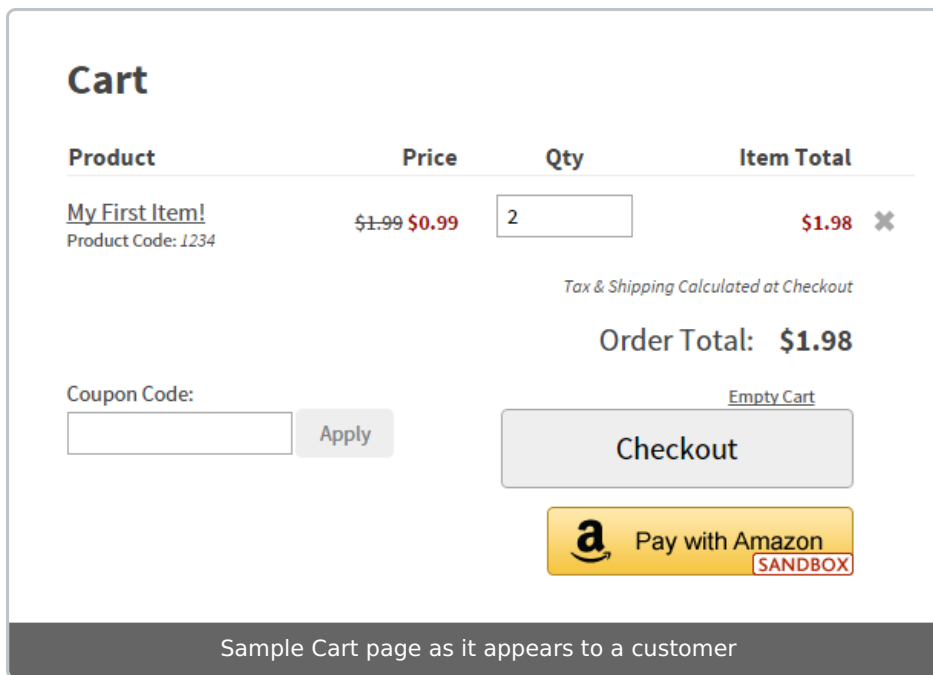 Cart
Product Price Qty Item Total
My First Item! $1.99 $0.99 2 $1.98 ✖
Product Code: 1234
Tax & Shipping Calculated at Checkout
Order Total: $1.98
Coupon Code:
Empty Cart
Apply
Checkout
a Pay with Amazon
SANDBOX
Sample Cart page as it appears to a customer